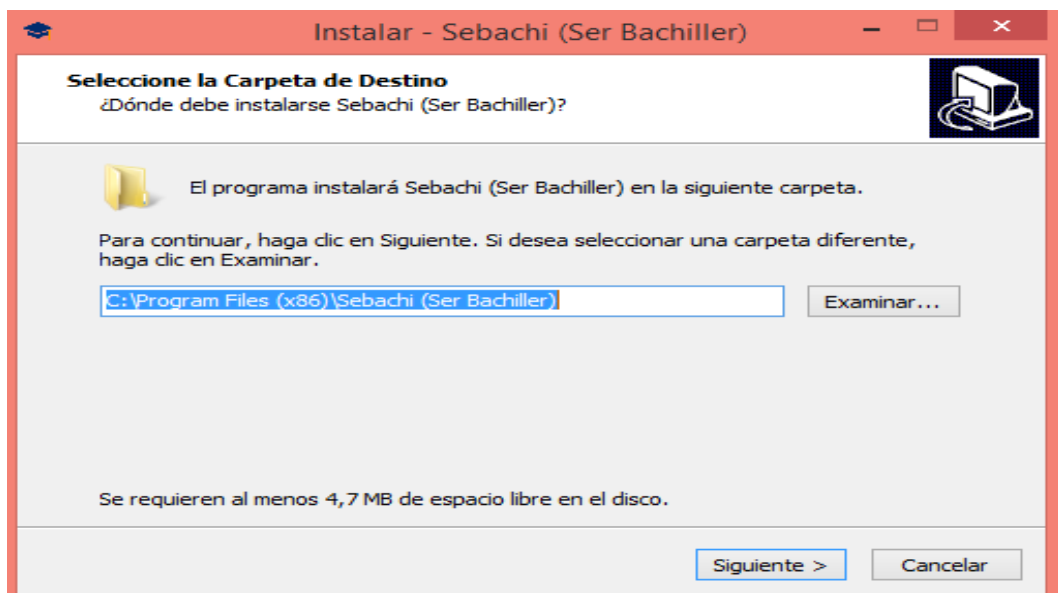 Instalar - Sebachi (Ser Bachiller)
Seleccione la Carpeta de Destino
¿Dónde debe instalarse Sebachi (Ser Bachiller)?
El programa instalará Sebachi (Ser Bachiller) en la siguiente carpeta.
Para continuar, haga clic en Siguiente. Si desea seleccionar una carpeta diferente,
haga clic en Examinar.
C:\Program Files (x86)\Sebachi (Ser Bachiller)
Examinar...
Se requieren al menos 4,7 MB de espacio libre en el disco.
Siguiente >
Cancelar